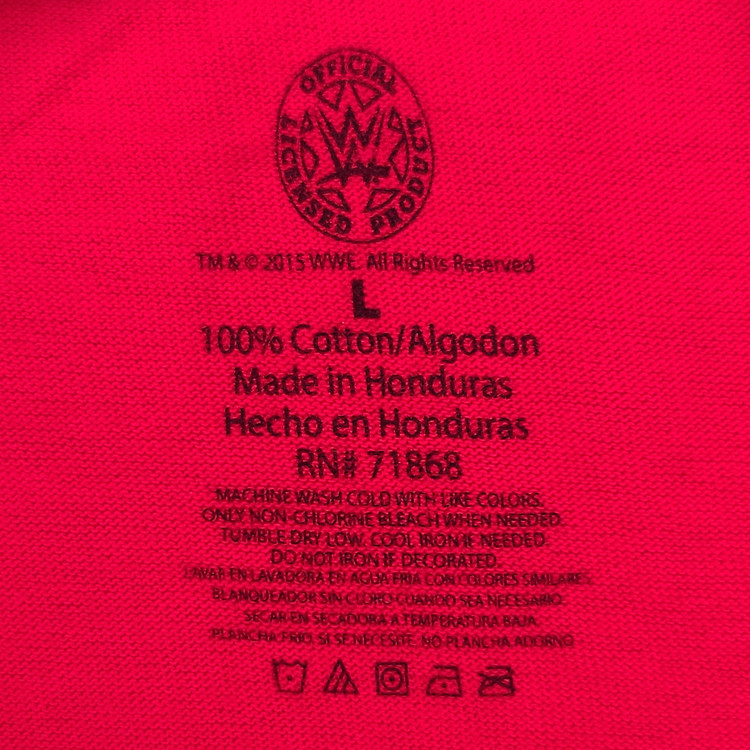 OFFICIAL
LICENSED PRODUCT
W
TM & © 2015 WWE. All Rights Reserved
L
100% Cotton/Algodon
Made in Honduras
Hecho en Honduras
RN# 71868
MACHINE WASH COLD WITH LIKE COLORS.
ONLY NON-CHLORINE BLEACH WHEN NEEDED.
TUMBLE DRY LOW. COOL IRON IF NEEDED.
DO NOT IRON IF DECORATED.
LAVAR EN LAVADORA EN AGUA FRIA CON COLORES SIMILARES.
BLANQUEADOR SIN CLORO CUANDO SEA NECESARIO.
SECAR EN SECADORA A TEMPERATURA BAJA.
PLANCHA FRIO, SI SE NECESITE. NO PLANCHA ADORNO